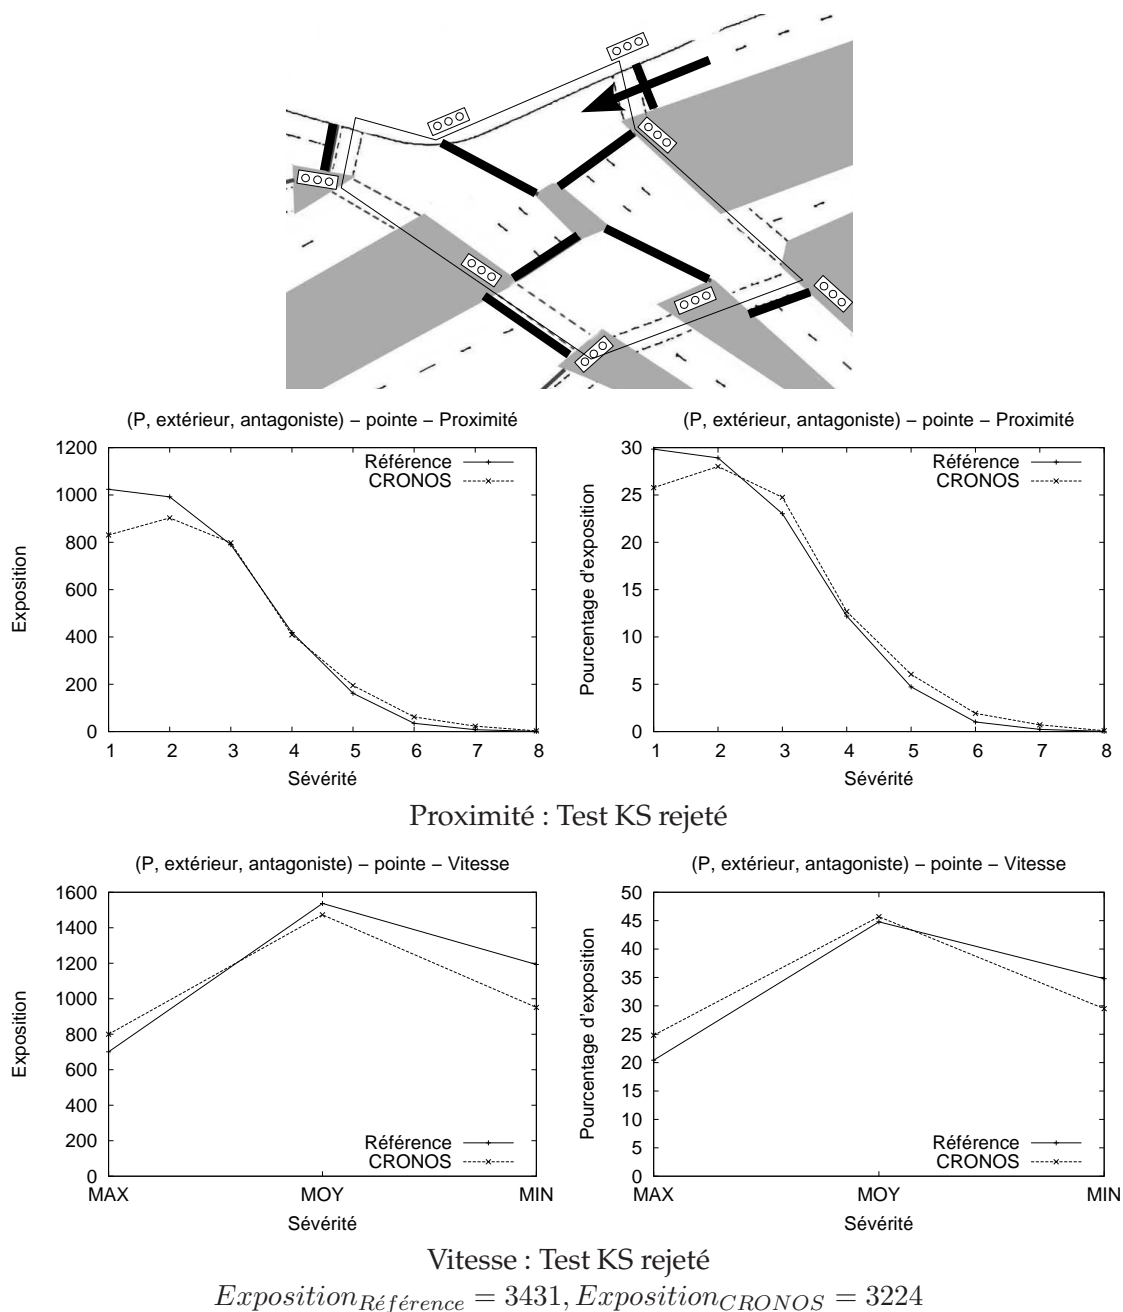 (P, extérieur, antagoniste) – pointe – Proximité
1200
1000
800
600
400
200
0
Exposition
Référence
CRONOS
1 2 3 4 5 6 7 8
Sévérité
(P, extérieur, antagoniste) – pointe – Proximité
30
25
20
15
10
5
0
Pourcentage d'exposition
Référence
CRONOS
1 2 3 4 5 6 7 8
Sévérité
Proximité : Test KS rejeté
(P, extérieur, antagoniste) – pointe – Vitesse
1600
1400
1200
1000
800
600
400
200
0
Exposition
Référence
CRONOS
MAX MOY MIN
Sévérité
(P, extérieur, antagoniste) – pointe – Vitesse
50
45
40
35
30
25
20
15
10
5
0
Pourcentage d'exposition
Référence
CRONOS
MAX MOY MIN
Sévérité
Vitesse : Test KS rejeté
Exposition_Référence = 3431, Exposition_CRONOS = 3224